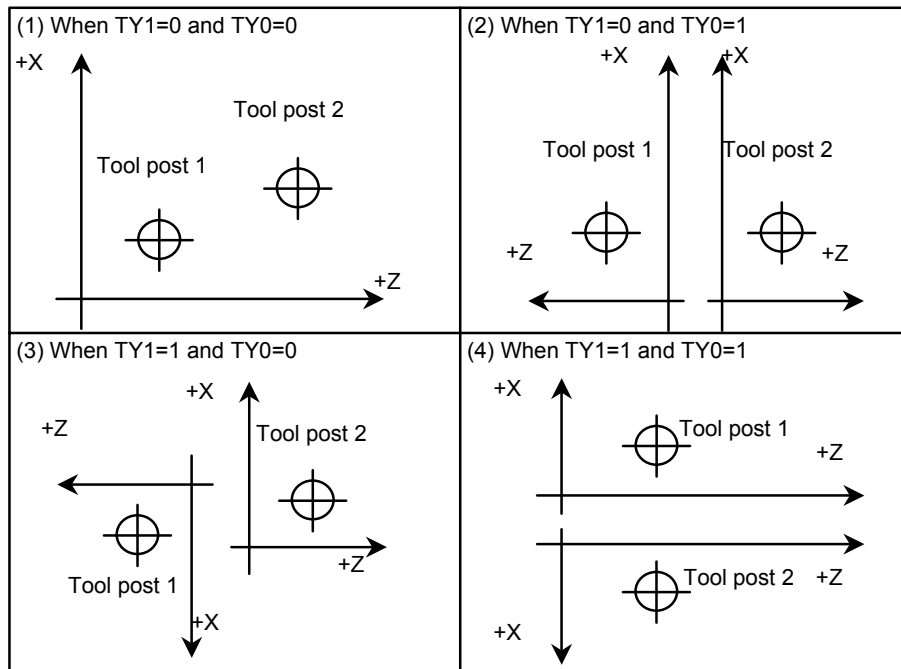 (1) When TY1=0 and TY0=0
+X
Tool post 2
Tool post 1
+Z
(2) When TY1=0 and TY0=1
+X
+X
Tool post 1
Tool post 2
+Z
+Z
(3) When TY1=1 and TY0=0
+X
+Z
Tool post 2
+Z
Tool post 1
+X
(4) When TY1=1 and TY0=1
+X
Tool post 1
+Z
Tool post 2
+Z
+X